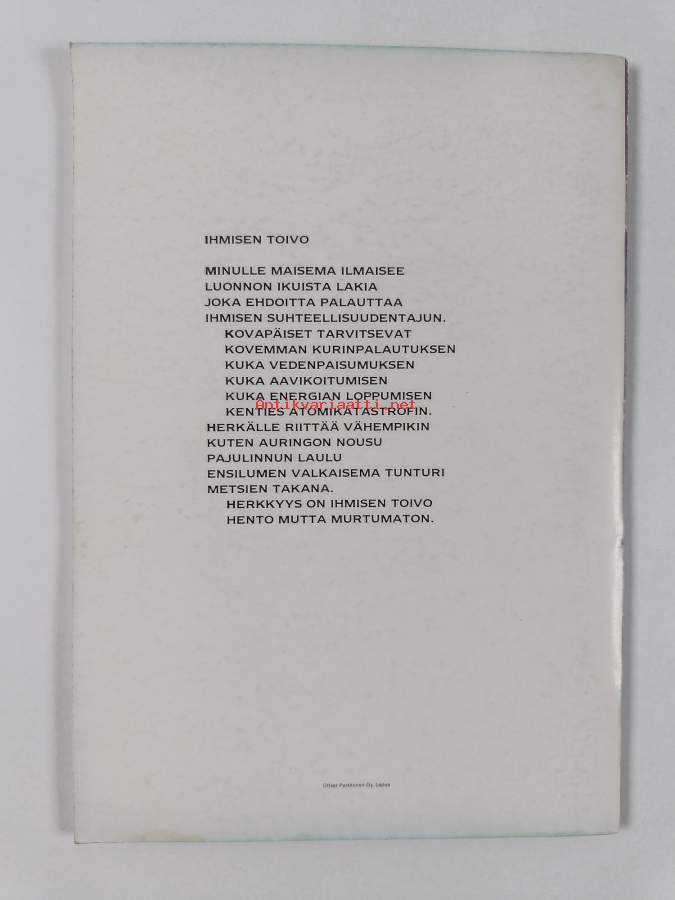 IHMISEN TOIVO
MINULLE MAISEMA ILMAISEE
LUONNON IKUISTA LAKIA
JOKA EHDOITTA PALAUTTAA
IHMISEN SUHTEELLISUUDENTAJUN.
KOVAPÄISET TARVITSEVAT
KOVEMMAN KURINPALAUTUKSEN
KUKA VEDENPAISUMUKSEN
KUKA AAVIKOITUMISEN
KUKA ENERGIAN LOPPUMISEN
Antikvariaatti.net
KENTIES ATOMIKATASTROFIN.
HERKÄLLE RIITTÄÄ VÄHEMPIKIN
KUTEN AURINGON NOUSU
PAJULINNUN LAULU
ENSILUMEN VALKAISEMA TUNTURI
METSIEN TAKANA.
HERKKYYS ON IHMISEN TOIVO
HENTO MUTTA MURTUMATON.
Oy